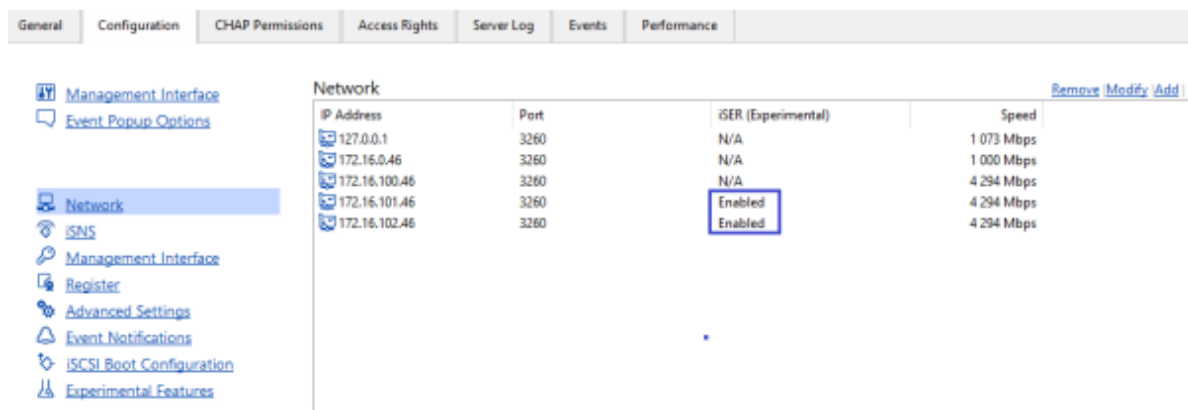 General Configuration CHAP Permissions Access Rights Server Log Events Performance
Management Interface
Event Popup Options
Network
iSNS
Management Interface
Register
Advanced Settings
Event Notifications
iSCSI Boot Configuration
Experimental Features
Network Remove |Modify |Add |
IP Address Port iSER (Experimental) Speed
127.0.0.1 3260 N/A 1 073 Mbps
172.16.0.46 3260 N/A 1 000 Mbps
172.16.100.46 3260 N/A 4 294 Mbps
172.16.101.46 3260 Enabled 4 294 Mbps
172.16.102.46 3260 Enabled 4 294 Mbps